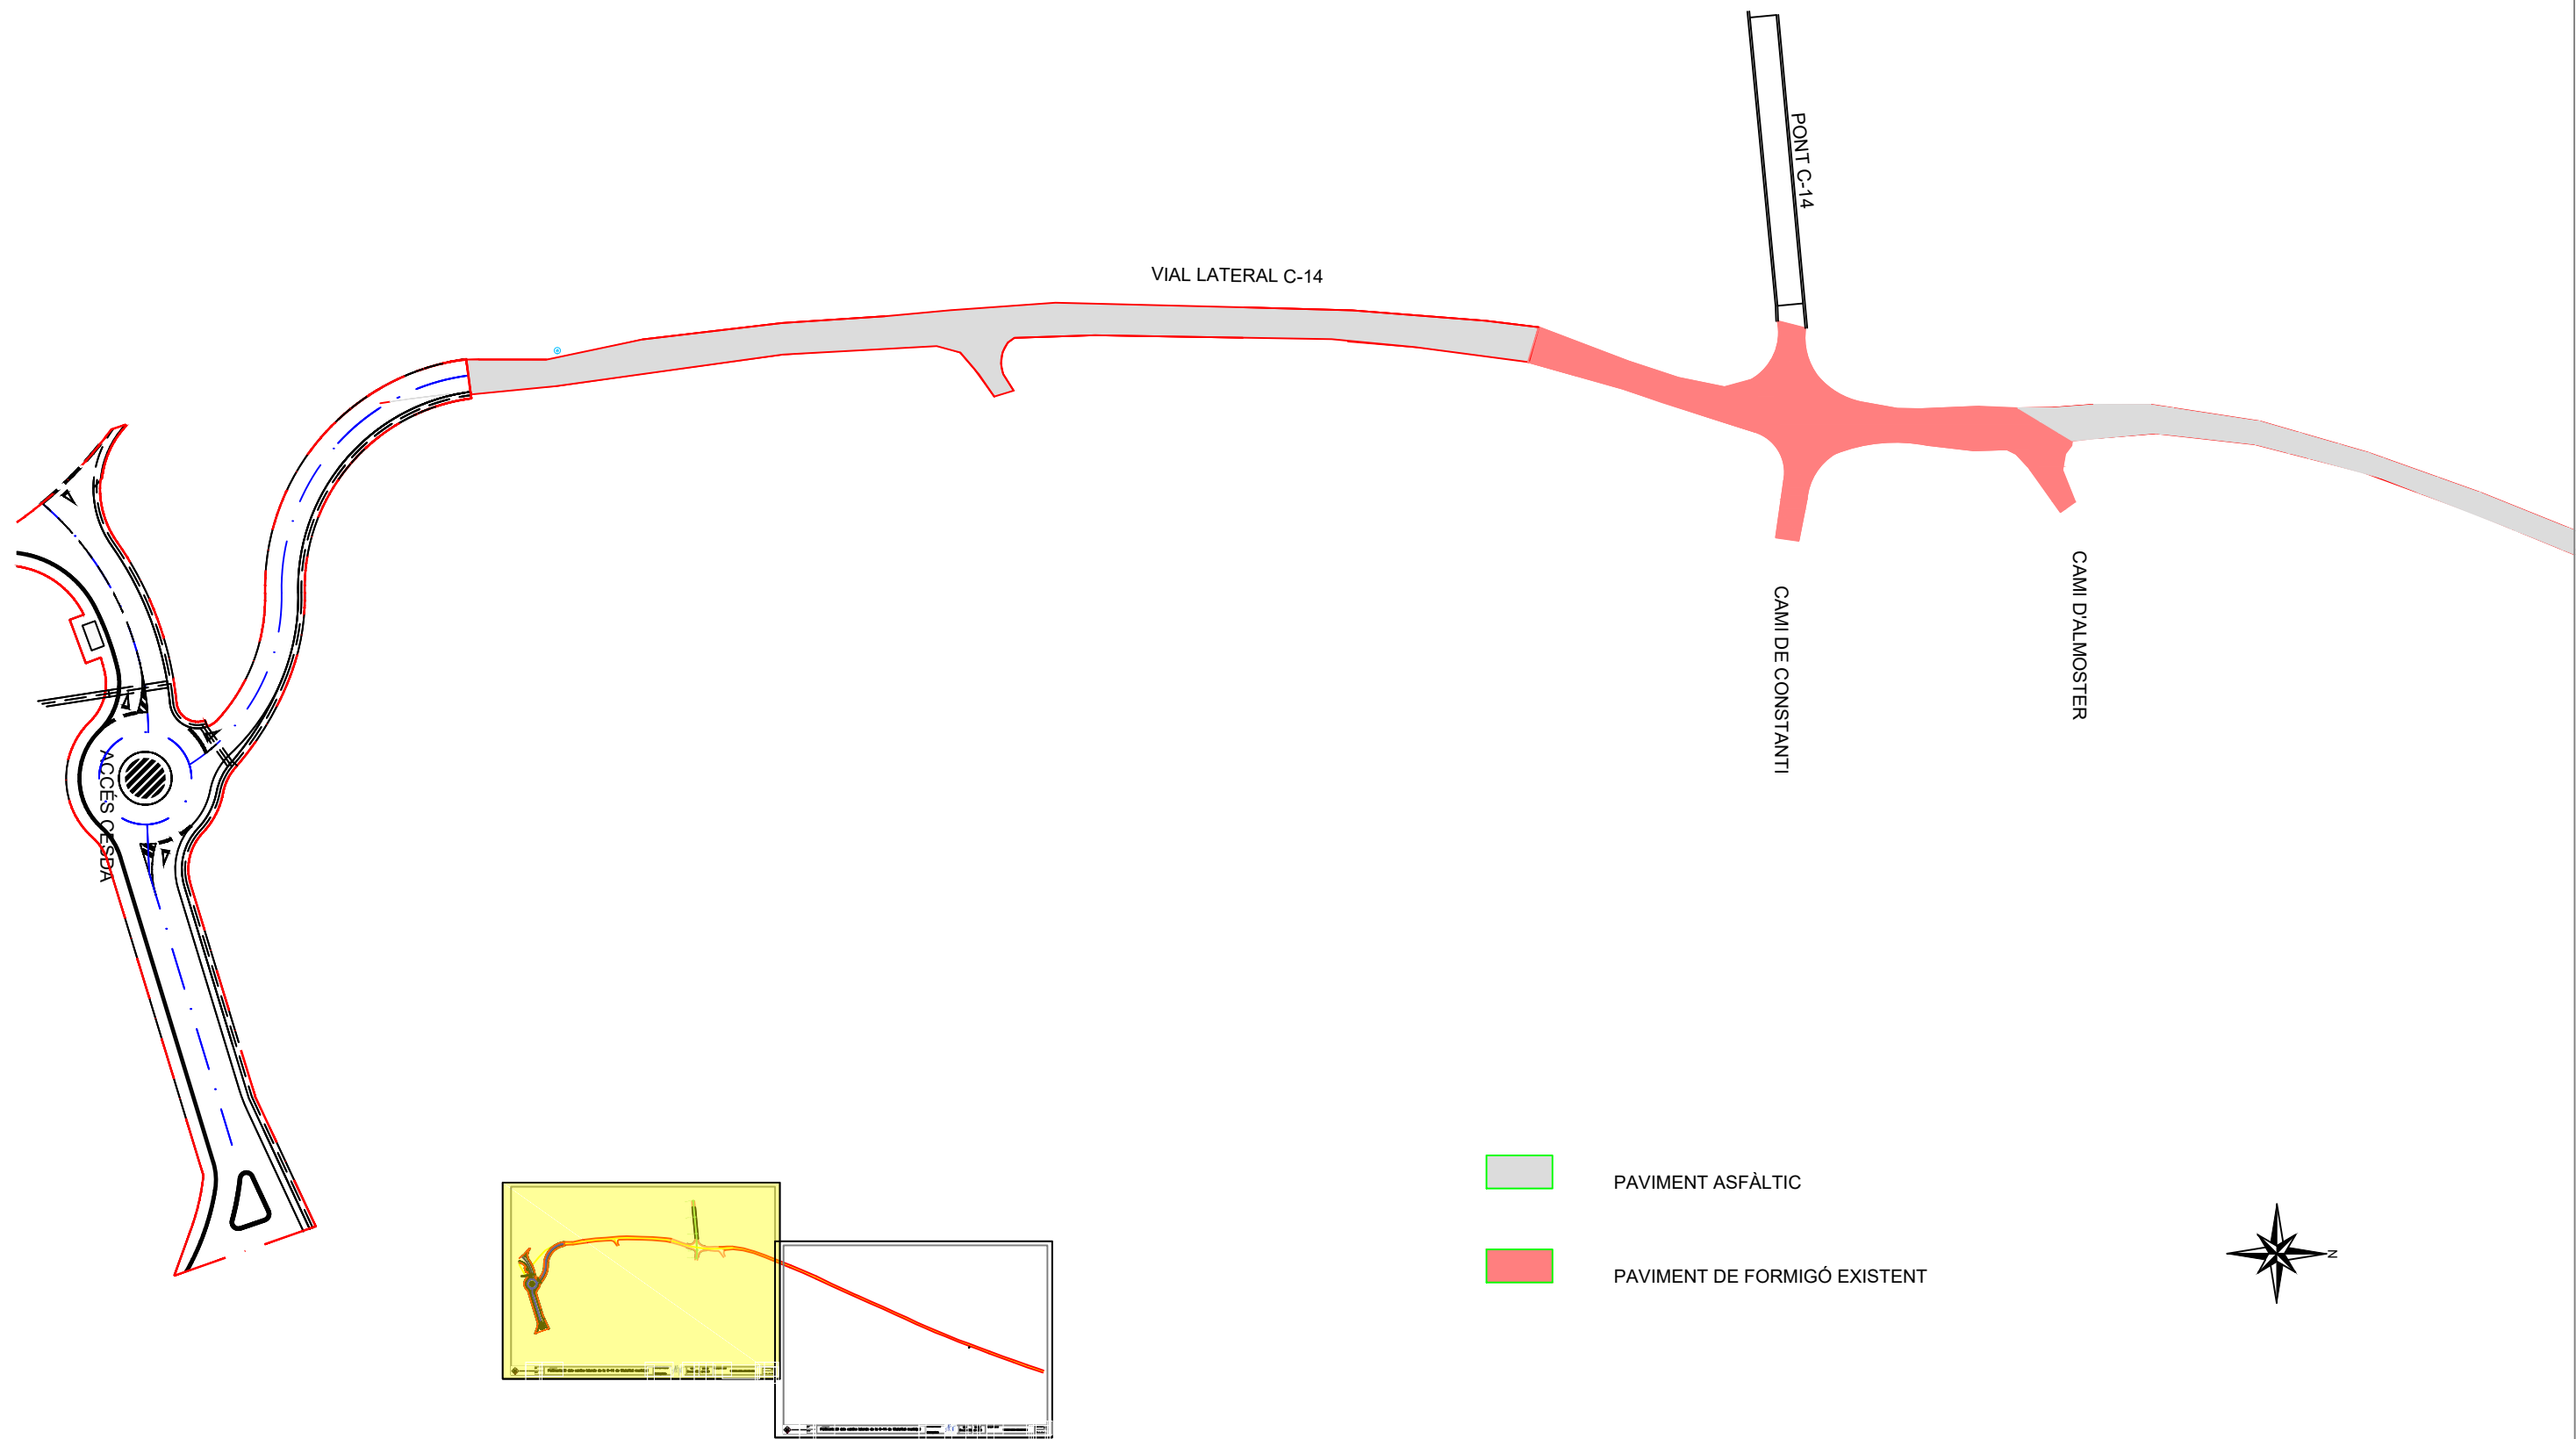 PONT C-14
VIAL LATERAL C-14
CAMI DE CONSTANTI
CAMI D'ALMOSTER
ACCÉS CESDA
PAVIMENT ASFÀLTIC
PAVIMENT DE FORMIGÓ EXISTENT
N